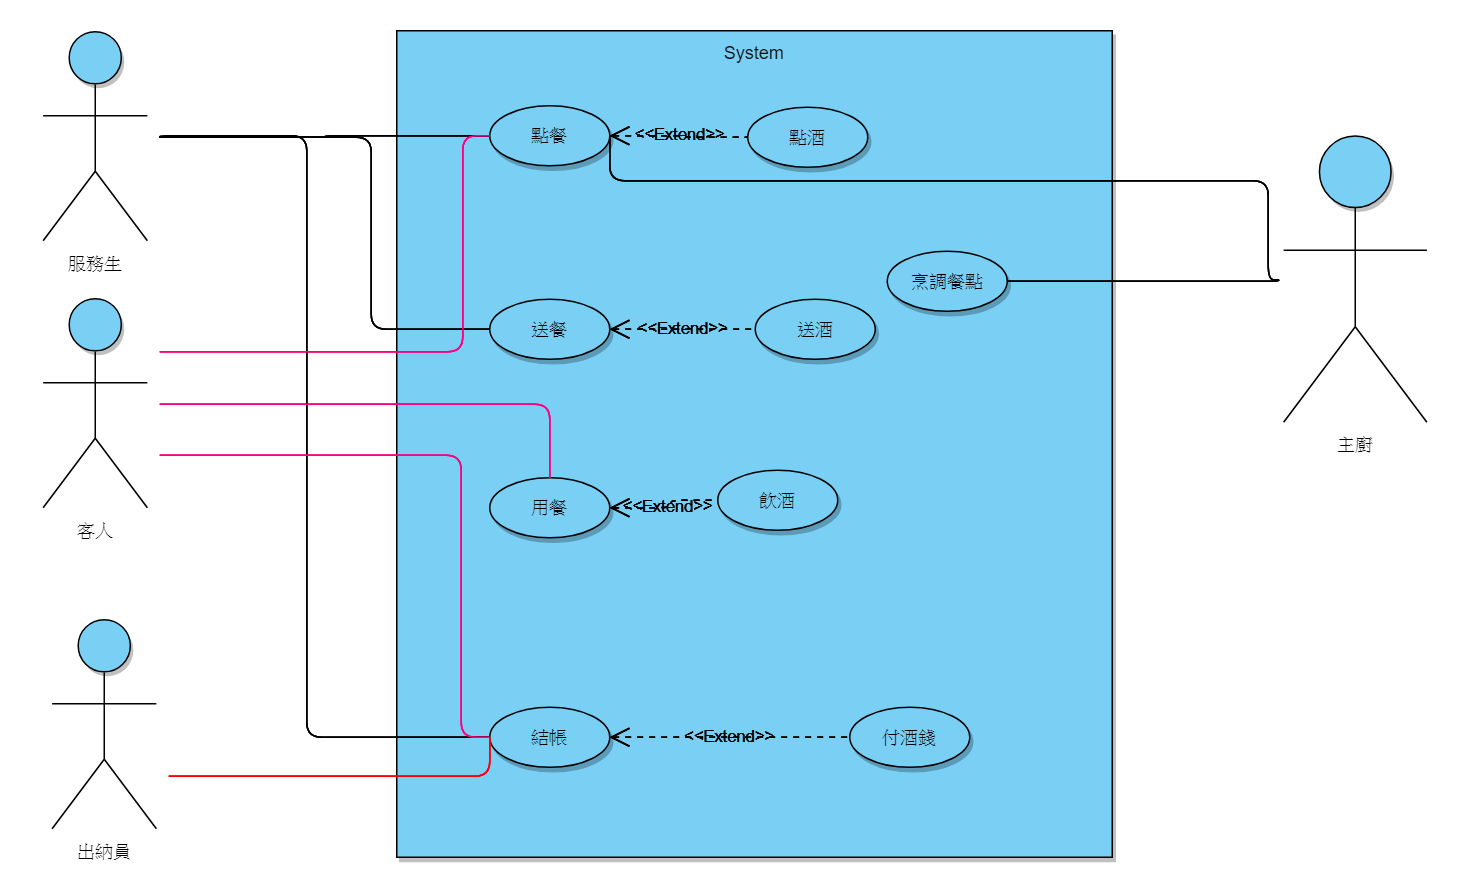 System
點餐
<<Extend>>
點酒
服務生
烹調餐點
送餐
<<Extend>>
送酒
主廚
用餐
<<Extend>>
飲酒
客人
結帳
<<Extend>>
付酒錢
出納員